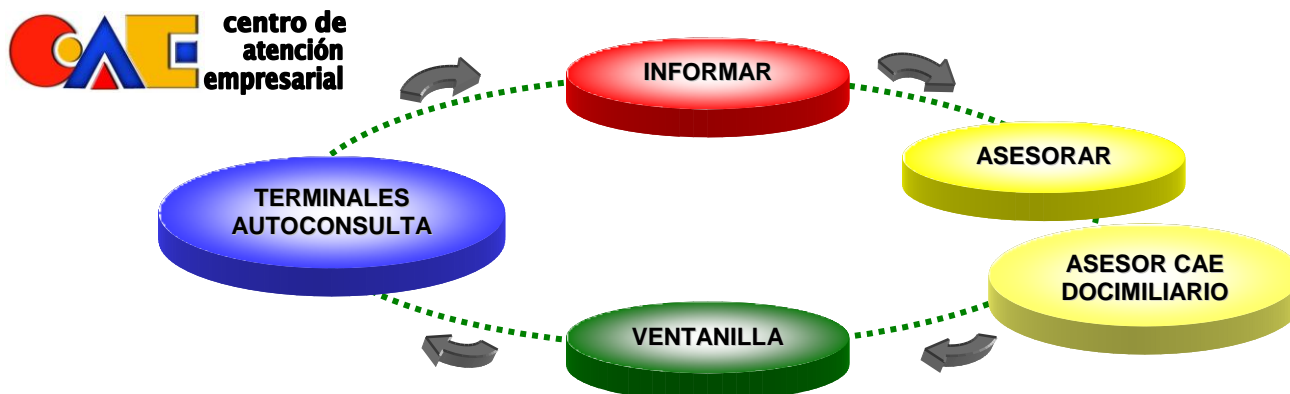 CAE
centro de
atención
empresarial
INFORMAR
ASESORAR
TERMINALES
AUTOCONSULTA
ASESOR CAE
DOCIMILIARIO
VENTANILLA